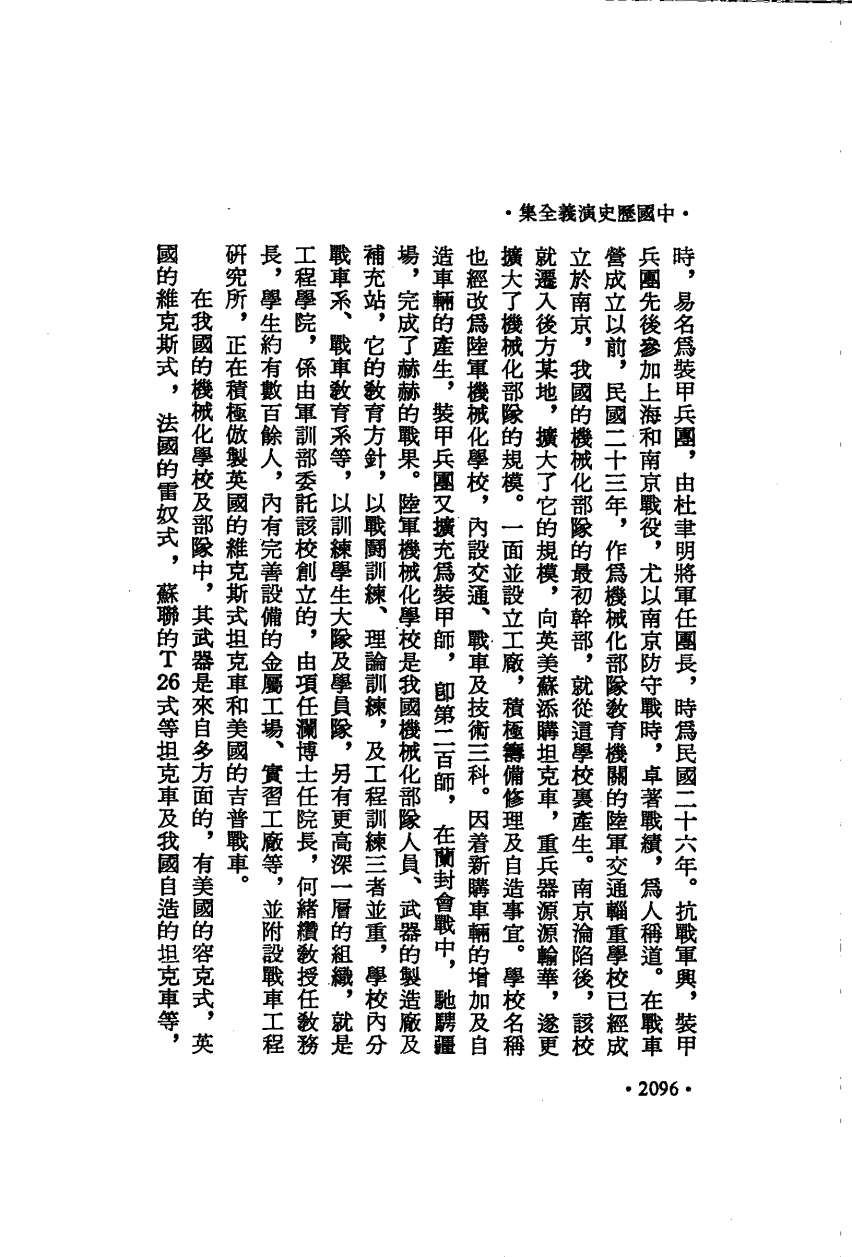 ·中國歷史演義全集·
時，易名爲裝甲兵團，由杜聿明將軍任團長，時爲民國二十六年。抗戰軍興，裝甲
兵團先後參加上海和南京戰役，尤以南京防守戰時，卓著戰績，爲人稱道。在戰車
營成立以前，民國二十三年，作爲機械化部隊教育機關的陸軍交通輜重學校已經成
立於南京，我國的機械化部隊的最初幹部，就從這學校裏產生。南京淪陷後，該校
就遷入後方某地，擴大了它的規模，向英美蘇添購坦克車，重兵器源源輸華，遂更
擴大了機械化部隊的規模。一面並設立工廠，積極籌備修理及自造事宜。學校名稱
也經改爲陸軍機械化學校，內設交通、戰車及技術三科。因着新購車輛的增加及自
造車輛的產生，裝甲兵團又擴充爲裝甲師，卽第二百師，在蘭封會戰中，馳騁疆
場，完成了赫赫的戰果。陸軍機械化學校是我國機械化部隊人員、武器的製造廠及
補充站，它的敎育方針，以戰鬪訓練、理論訓練，及工程訓練三者並重，學校內分
戰車系、戰車敎育系等，以訓練學生大隊及學員隊，另有更高深一層的組織，就是
工程學院，係由軍訓部委託該校創立的，由項任瀾博士任院長，何緒纘敎授任敎務
長，學生約有數百餘人，內有完善設備的金屬工場、實習工廠等，並附設戰車工程
硏究所，正在積極倣製英國的維克斯式坦克車和美國的吉普戰車。
在我國的機械化學校及部隊中，其武器是來自多方面的，有美國的容克式，英
國的維克斯式，法國的雷奴式，蘇聯的T26式等坦克車及我國自造的坦克車等，
·2096·